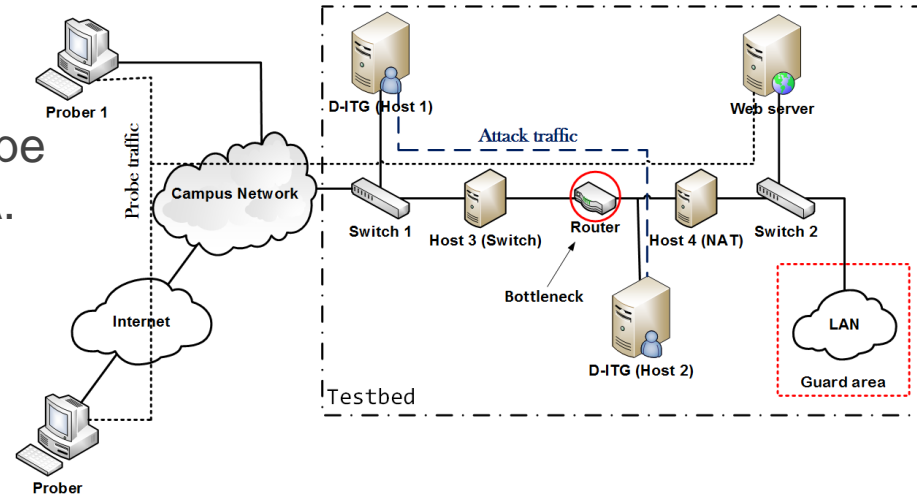 Prober 1
D-ITG (Host 1)
Web server
Attack traffic
Probe traffic
Campus Network
Switch 1
Host 3 (Switch)
Router
Host 4 (NAT)
Switch 2
Bottleneck
Internet
LAN
D-ITG (Host 2)
Guard area
Testbed
Prober